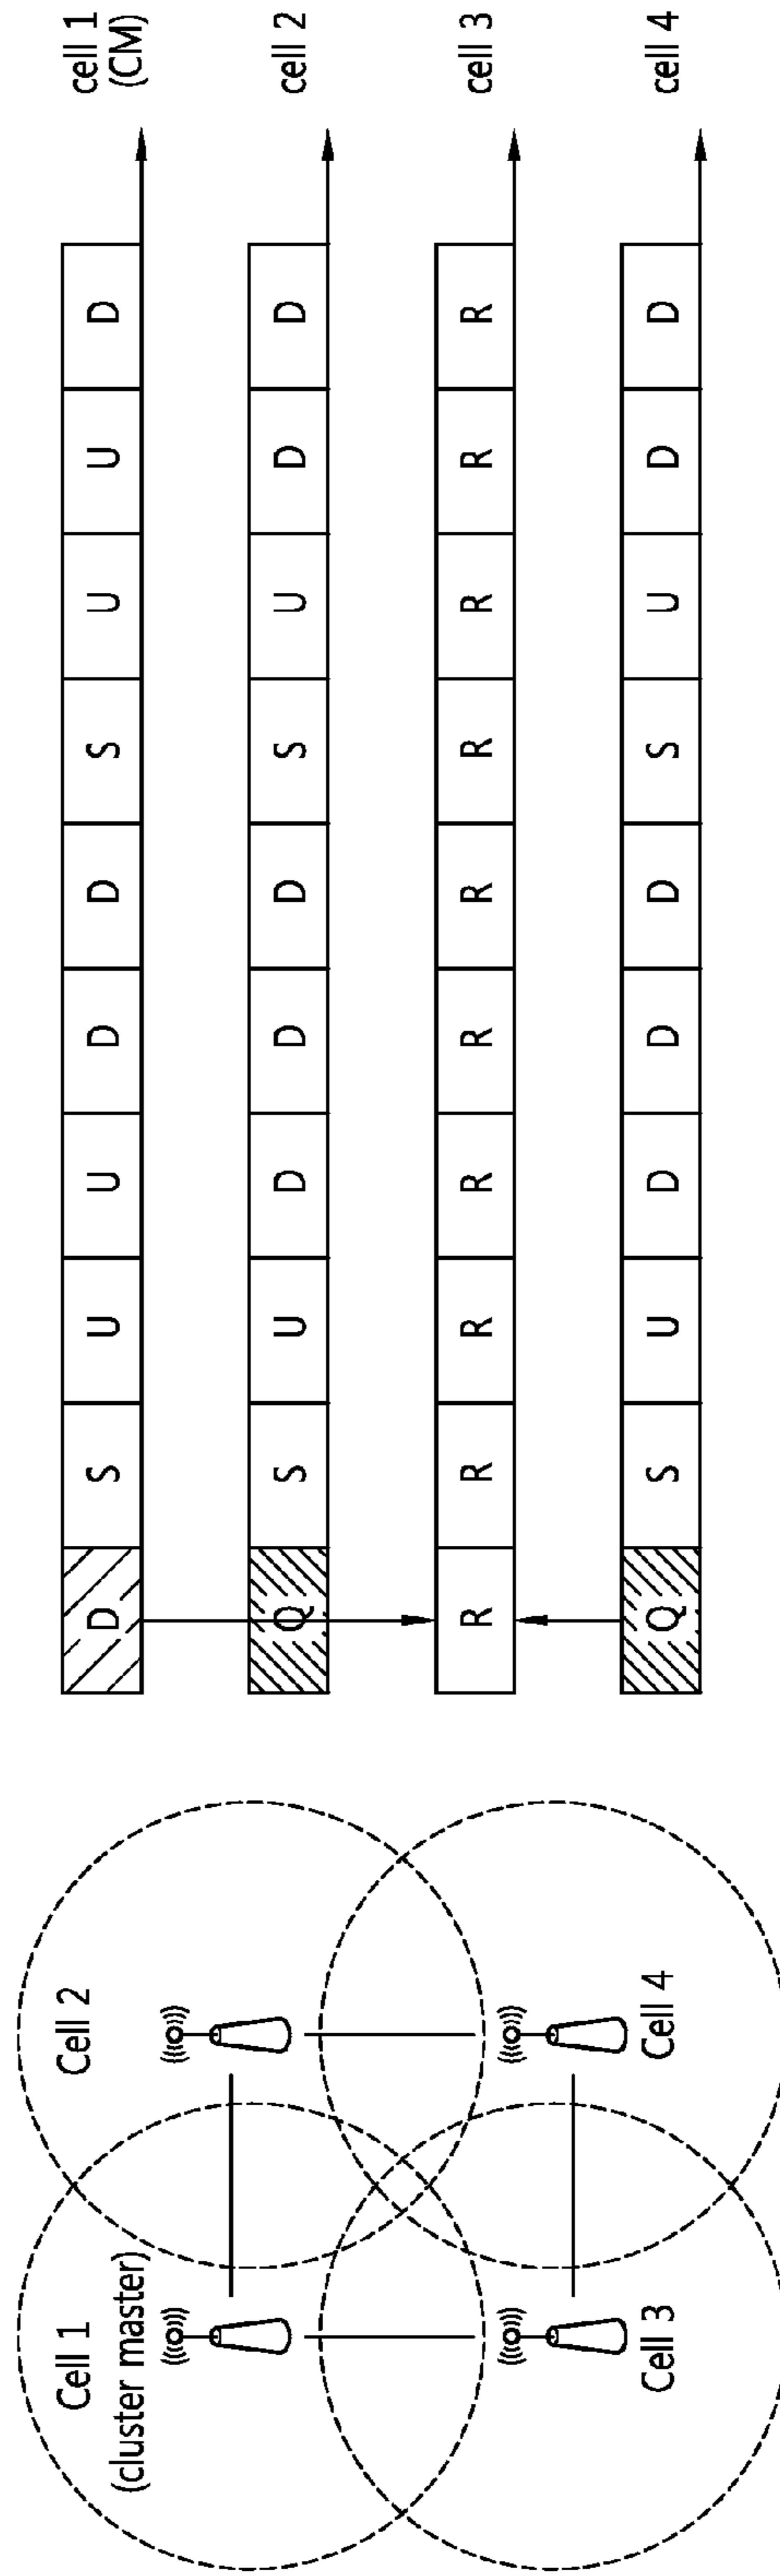 Cell 1
(cluster master)
Cell 2
Cell 3
Cell 4
D S U U D D S U U D
cell 1
(CM)
Q S U D D D S U D D
cell 2
R R R R R R R R R R
cell 3
Q S U D D D S U D D
cell 4